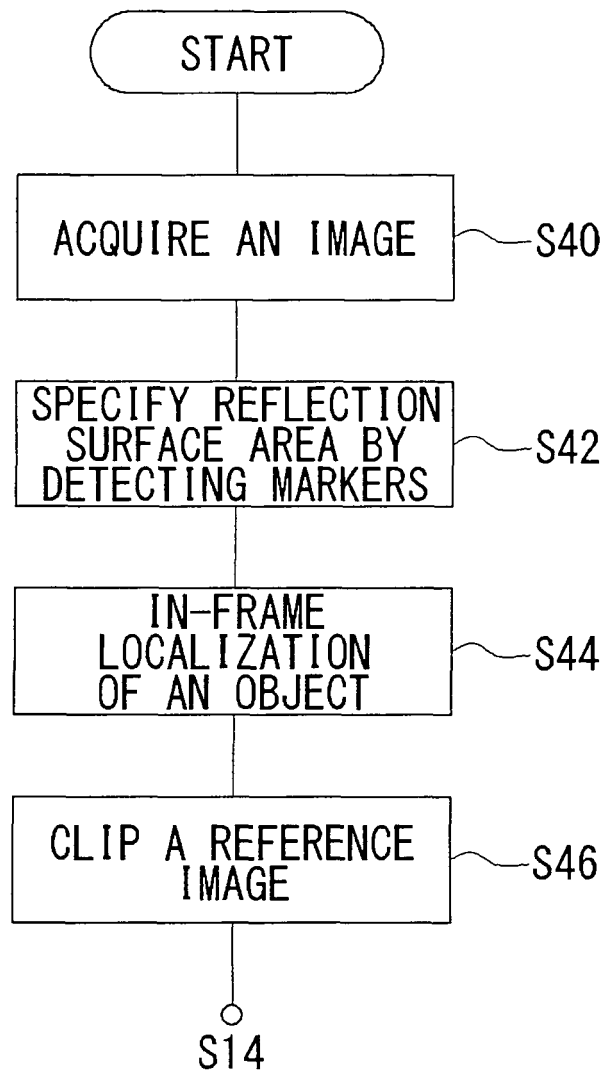 START
ACQUIRE AN IMAGE
S40
SPECIFY REFLECTION
SURFACE AREA BY
DETECTING MARKERS
S42
IN-FRAME
LOCALIZATION
OF AN OBJECT
S44
CLIP A REFERENCE
IMAGE
S46
S14